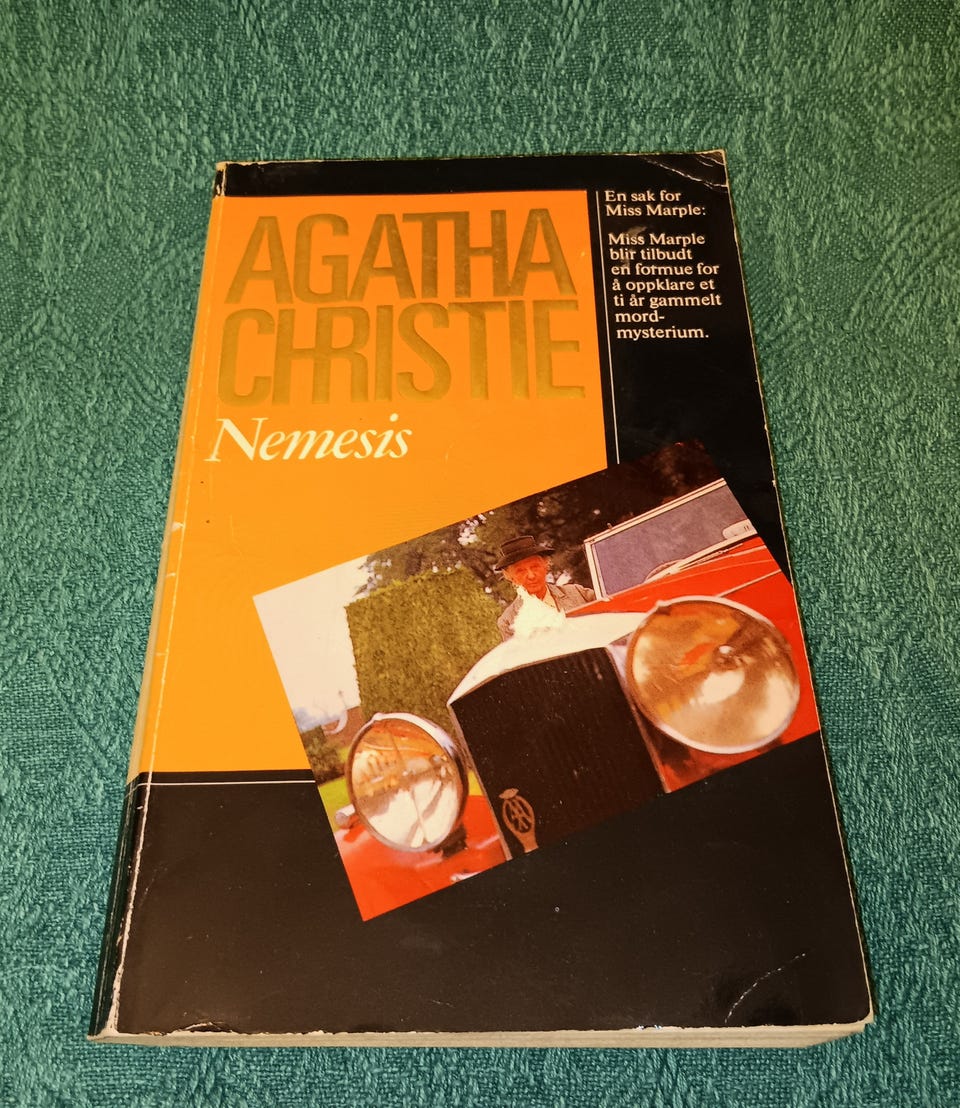 AGATHA
CHRISTIE
Nemesis
En sak for
Miss Marple:
Miss Marple
blir tilbudt
en formue for
å oppklare et
ti år gammelt
mord-
mysterium.
AA